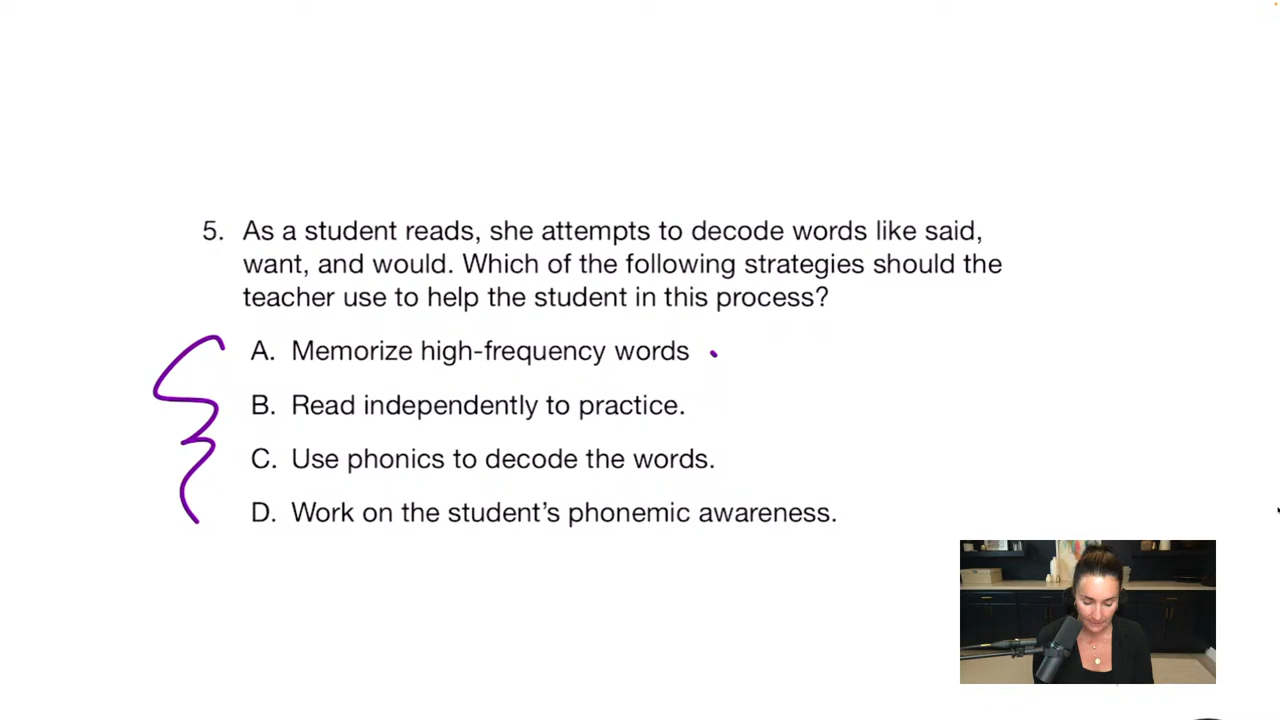 5. As a student reads, she attempts to decode words like said,
want, and would. Which of the following strategies should the
teacher use to help the student in this process?
A. Memorize high-frequency words
B. Read independently to practice.
C. Use phonics to decode the words.
D. Work on the student's phonemic awareness.